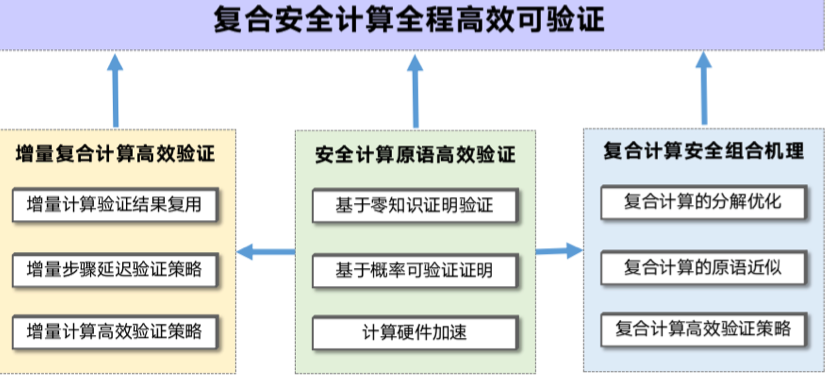 复合安全计算全程高效可验证
增量复合计算高效验证
增量计算验证结果复用
增量步骤延迟验证策略
增量计算高效验证策略
安全计算原语高效验证
基于零知识证明验证
基于概率可验证证明
计算硬件加速
复合计算安全组合机理
复合计算的分解优化
复合计算的原语近似
复合计算高效验证策略